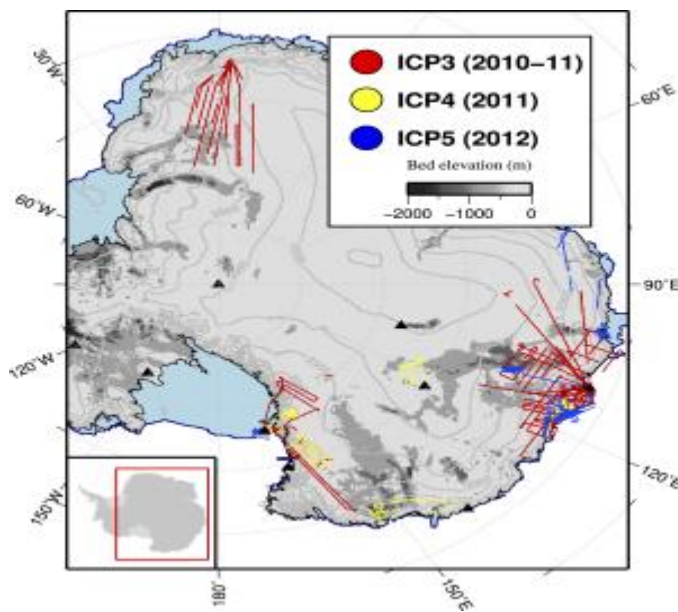 30°W
60°E
ICP3 (2010-11)
ICP4 (2011)
ICP5 (2012)
Bed elevation (m)
-2000 -1000 0
60°W
90°E
120°W
120°E
150°W
180°
150°E